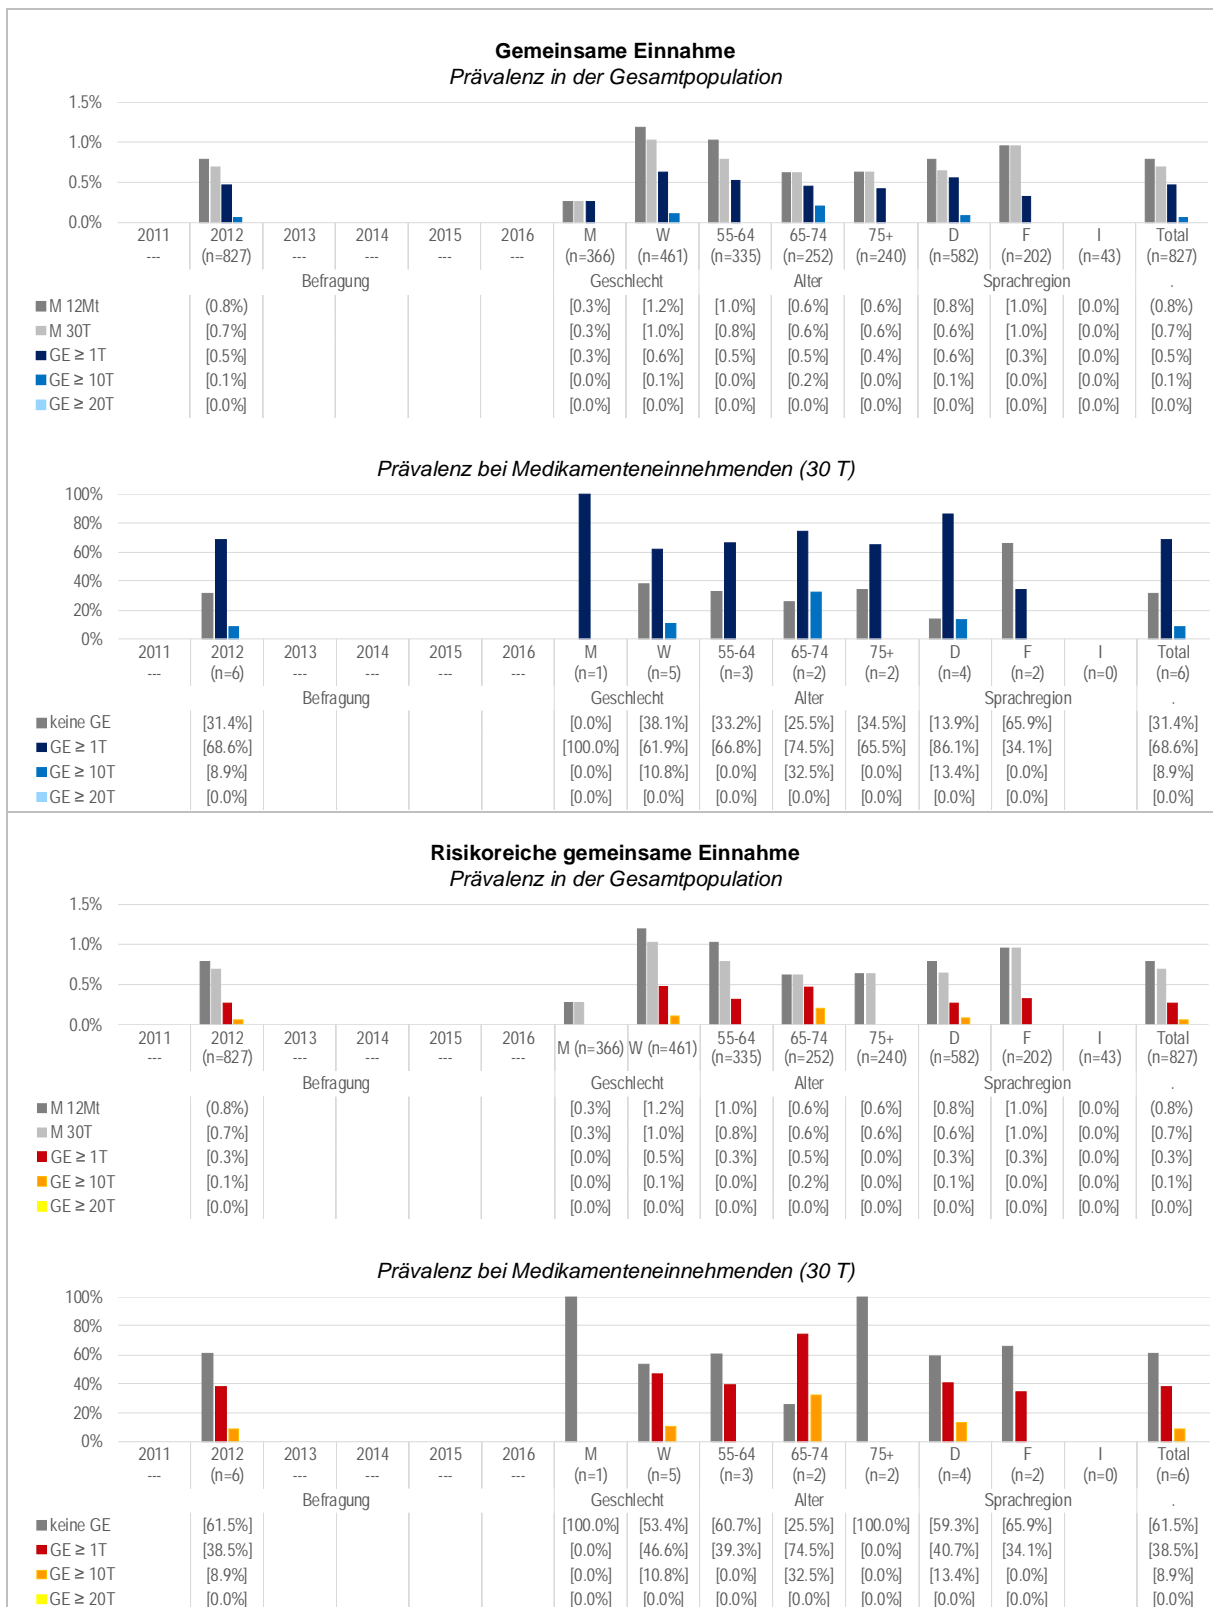 Gemeinsame Einnahme
Prävalenz in der Gesamtpopulation
1.5%
1.0%
0.5%
0.0%
2011 2012 2013 2014 2015 2016 M W 55-64 65-74 75+ D F I Total
--- (n=827) --- --- --- --- (n=366) (n=461) (n=335) (n=252) (n=240) (n=582) (n=202) (n=43) (n=827)
Befragung Geschlecht Alter Sprachregion .
M 12Mt (0.8%) [0.3%] [1.2%] [1.0%] [0.6%] [0.6%] [0.8%] [1.0%] [0.0%] (0.8%)
M 30T [0.7%] [0.3%] [1.0%] [0.8%] [0.6%] [0.6%] [0.6%] [1.0%] [0.0%] [0.7%]
GE ≥ 1T [0.5%] [0.3%] [0.6%] [0.5%] [0.5%] [0.4%] [0.6%] [0.3%] [0.0%] [0.5%]
GE ≥ 10T [0.1%] [0.0%] [0.1%] [0.0%] [0.2%] [0.0%] [0.1%] [0.0%] [0.0%] [0.1%]
GE ≥ 20T [0.0%] [0.0%] [0.0%] [0.0%] [0.0%] [0.0%] [0.0%] [0.0%] [0.0%] [0.0%]
Prävalenz bei Medikamenteneinnehmenden (30 T)
100%
80%
60%
40%
20%
0%
2011 2012 2013 2014 2015 2016 M W 55-64 65-74 75+ D F I Total
--- (n=6) --- --- --- --- (n=1) (n=5) (n=3) (n=2) (n=2) (n=4) (n=2) (n=0) (n=6)
Befragung Geschlecht Alter Sprachregion .
keine GE [31.4%] [0.0%] [38.1%] [33.2%] [25.5%] [34.5%] [13.9%] [65.9%] [31.4%]
GE ≥ 1T [68.6%] [100.0%] [61.9%] [66.8%] [74.5%] [65.5%] [86.1%] [34.1%] [68.6%]
GE ≥ 10T [8.9%] [0.0%] [10.8%] [0.0%] [32.5%] [0.0%] [13.4%] [0.0%] [8.9%]
GE ≥ 20T [0.0%] [0.0%] [0.0%] [0.0%] [0.0%] [0.0%] [0.0%] [0.0%] [0.0%]
Risikoreiche gemeinsame Einnahme
Prävalenz in der Gesamtpopulation
1.5%
1.0%
0.5%
0.0%
2011 2012 2013 2014 2015 2016 M (n=366) W (n=461) 55-64 65-74 75+ D F I Total
--- (n=827) --- --- --- --- (n=335) (n=252) (n=240) (n=582) (n=202) (n=43) (n=827)
Befragung Geschlecht Alter Sprachregion .
M 12Mt (0.8%) [0.3%] [1.2%] [1.0%] [0.6%] [0.6%] [0.8%] [1.0%] [0.0%] (0.8%)
M 30T [0.7%] [0.3%] [1.0%] [0.8%] [0.6%] [0.6%] [0.6%] [1.0%] [0.0%] [0.7%]
GE ≥ 1T [0.3%] [0.0%] [0.5%] [0.3%] [0.5%] [0.0%] [0.3%] [0.3%] [0.0%] [0.3%]
GE ≥ 10T [0.1%] [0.0%] [0.1%] [0.0%] [0.2%] [0.0%] [0.1%] [0.0%] [0.0%] [0.1%]
GE ≥ 20T [0.0%] [0.0%] [0.0%] [0.0%] [0.0%] [0.0%] [0.0%] [0.0%] [0.0%] [0.0%]
Prävalenz bei Medikamenteneinnehmenden (30 T)
100%
80%
60%
40%
20%
0%
2011 2012 2013 2014 2015 2016 M W 55-64 65-74 75+ D F I Total
--- (n=6) --- --- --- --- (n=1) (n=5) (n=3) (n=2) (n=2) (n=4) (n=2) (n=0) (n=6)
Befragung Geschlecht Alter Sprachregion .
keine GE [61.5%] [100.0%] [53.4%] [60.7%] [25.5%] [100.0%] [59.3%] [65.9%] [61.5%]
GE ≥ 1T [38.5%] [0.0%] [46.6%] [39.3%] [74.5%] [0.0%] [40.7%] [34.1%] [38.5%]
GE ≥ 10T [8.9%] [0.0%] [10.8%] [0.0%] [32.5%] [0.0%] [13.4%] [0.0%] [8.9%]
GE ≥ 20T [0.0%] [0.0%] [0.0%] [0.0%] [0.0%] [0.0%] [0.0%] [0.0%] [0.0%]